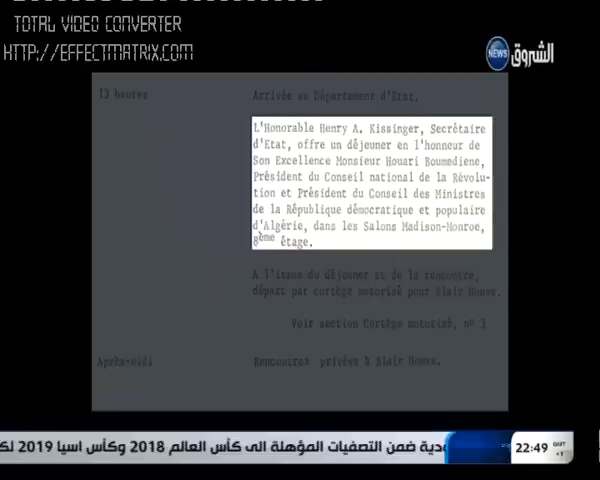 TOTAL VIDEO CONVERTER
HTTP://EFFECTMATRIX.COM
الشروق
NEWS
13 heures
Arrivée au Département d'Etat.
L'Honorable Henry A. Kissinger, Secrétaire
d'Etat, offre un déjeuner en l'honneur de
Son Excellence Monsieur Houari Boumediene,
Président du Conseil national de la Révolu-
tion et Président du Conseil des Ministres
de la République démocratique et populaire
d'Algérie, dans les Salons Madison-Monroe,
8ème étage.
A l'issue du déjeuner et de la rencontre,
départ par cortège motorisé pour Blair House.
Voir section Cortège motorisé, nº 3
Après-midi
Rencontres privées à Blair House.
ودية ضمن التصفيات المؤهلة الى كأس العالم 2018 وكأس اسيا 2019
22:49
GMT
+1